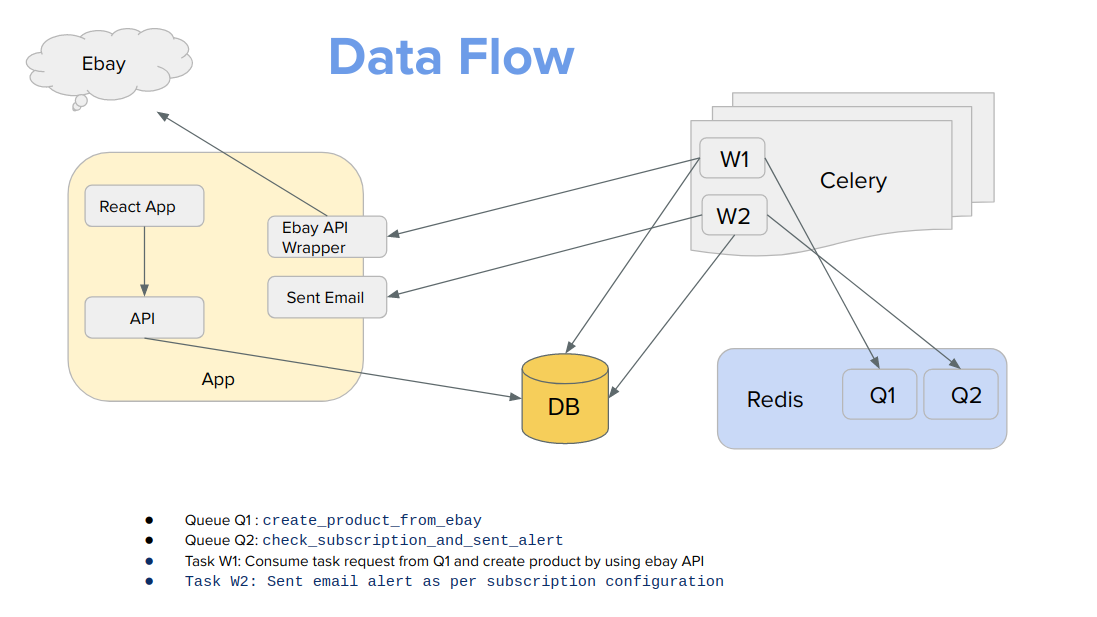 Ebay
Data Flow
W1
Celery
W2
React App
Ebay API
Wrapper
Sent Email
API
App
DB
Redis
Q1
Q2
● Queue Q1 : create_product_from_ebay
● Queue Q2: check_subscription_and_sent_alert
● Task W1: Consume task request from Q1 and create product by using ebay API
● Task W2: Sent email alert as per subscription configuration